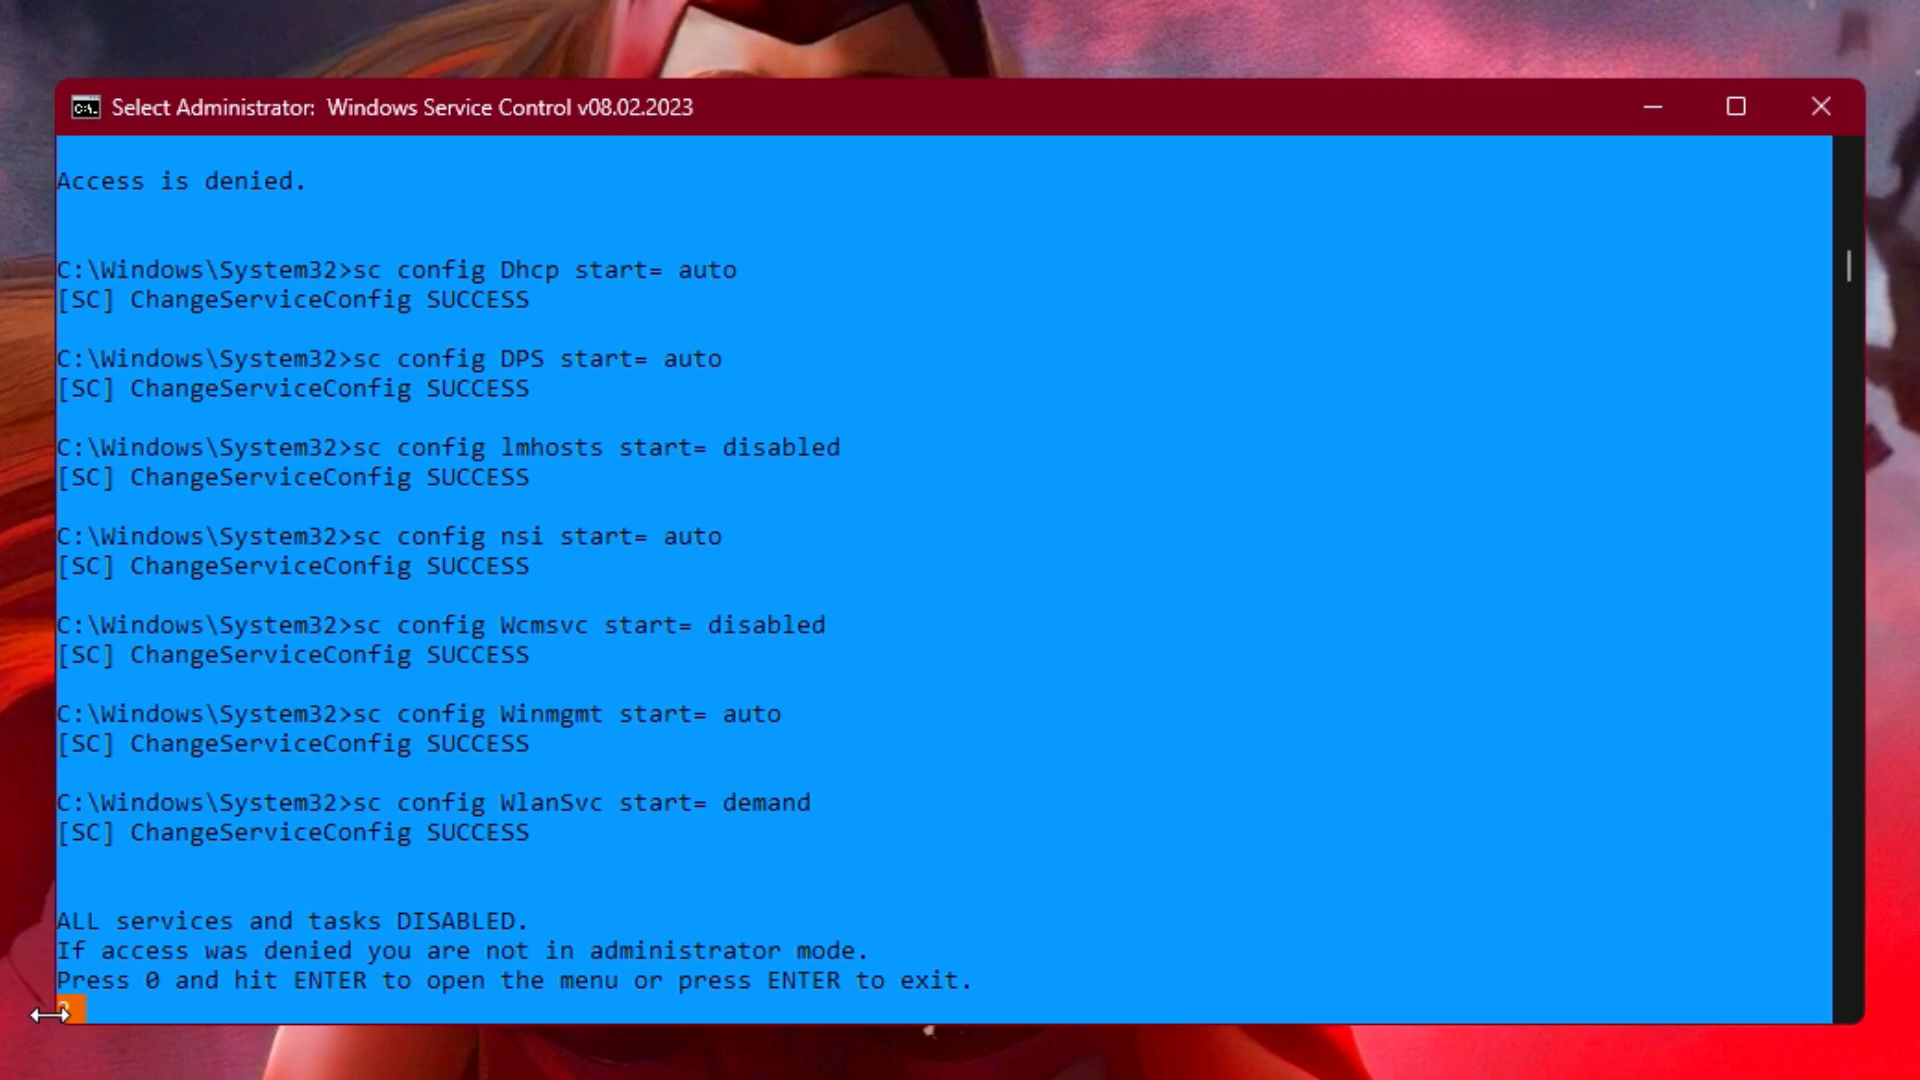 Select Administrator:  Windows Service Control v08.02.2023
Access is denied.
C:\Windows\System32>sc config Dhcp start= auto
[SC] ChangeServiceConfig SUCCESS
C:\Windows\System32>sc config DPS start= auto
[SC] ChangeServiceConfig SUCCESS
C:\Windows\System32>sc config lmhosts start= disabled
[SC] ChangeServiceConfig SUCCESS
C:\Windows\System32>sc config nsi start= auto
[SC] ChangeServiceConfig SUCCESS
C:\Windows\System32>sc config Wcmsvc start= disabled
[SC] ChangeServiceConfig SUCCESS
C:\Windows\System32>sc config Winmgmt start= auto
[SC] ChangeServiceConfig SUCCESS
C:\Windows\System32>sc config WlanSvc start= demand
[SC] ChangeServiceConfig SUCCESS
ALL services and tasks DISABLED.
If access was denied you are not in administrator mode.
Press 0 and hit ENTER to open the menu or press ENTER to exit.